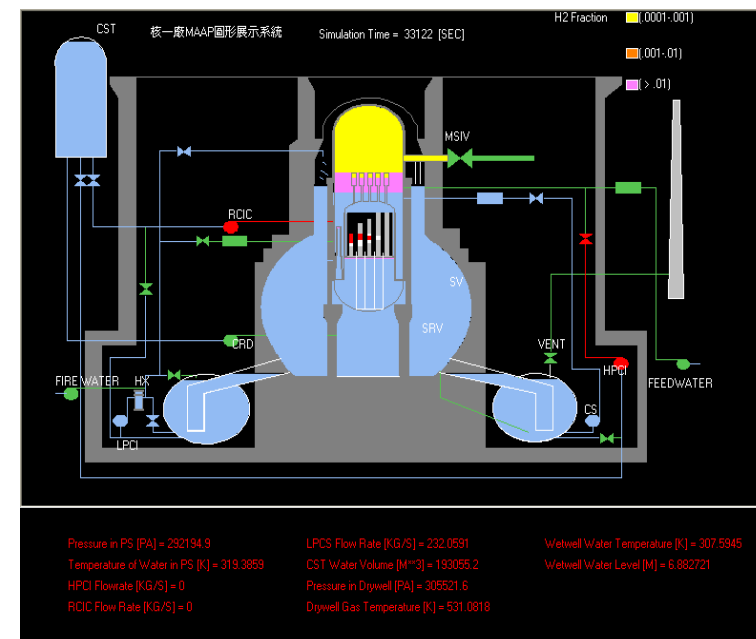 CST
核一廠MAAP圖形展示系統
Simulation Time = 33122 [SEC]
H2 Fraction
(.0001-.001)
(.001-.01)
(> .01)
MSIV
RCIC
SV
SRV
CRD
VENT
HPCI
FEEDWATER
FIRE WATER
HX
CS
LPCI
Pressure in PS [PA] = 292194.9
LPCS Flow Rate [KG/S] = 232.0591
Wetwell Water Temperature [K] = 307.5945
Temperature of Water in PS [K] = 319.3859
CST Water Volume [M**3] = 193055.2
Wetwell Water Level [M] = 6.882721
HPCI Flowrate [KG/S] = 0
Pressure in Drywell [PA] = 305521.6
RCIC Flow Rate [KG/S] = 0
Drywell Gas Temperature [K] = 531.0818